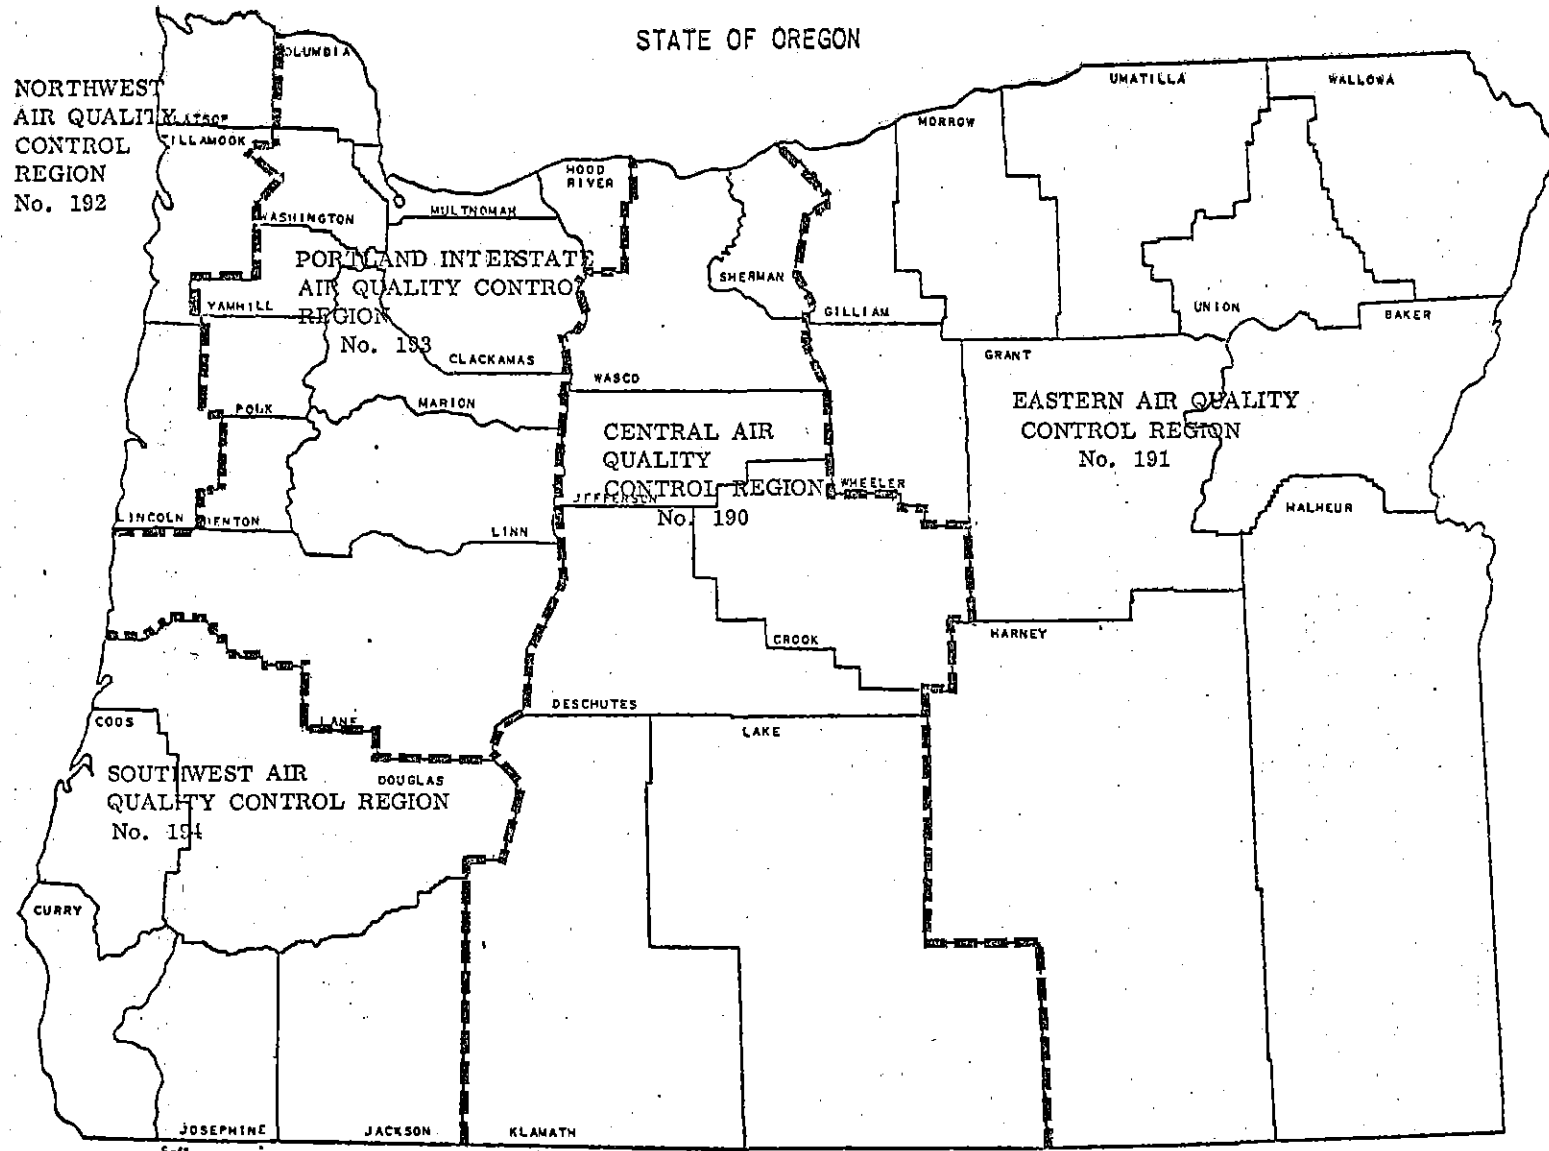 STATE OF OREGON
NORTHWEST
AIR QUALITY
CONTROL
REGION
No. 192
OLUMBIA
CLATSOP
TILLAMOOK
UMATILLA
WALLOWA
MORROW
HOOD
RIVER
WASHINGTON
MULTNOMAH
PORTLAND INTERSTATE
AIR QUALITY CONTRO
REGION
No. 193
SHERMAN
GILLIAM
UNION
BAKER
YAMHILL
CLACKAMAS
GRANT
WASCO
POLK
MARION
EASTERN AIR QUALITY
CONTROL REGION
No. 191
CENTRAL AIR
QUALITY
CONTROL REGION
No. 190
JEFFERSON
WHEELER
LINCOLN
BENTON
LINN
MALHEUR
CROOK
HARNEY
DESCHUTES
LAKE
COOS
LANE
DOUGLAS
SOUTHWEST AIR
QUALITY CONTROL REGION
No. 194
CURRY
JOSEPHINE
JACKSON
KLAMATH